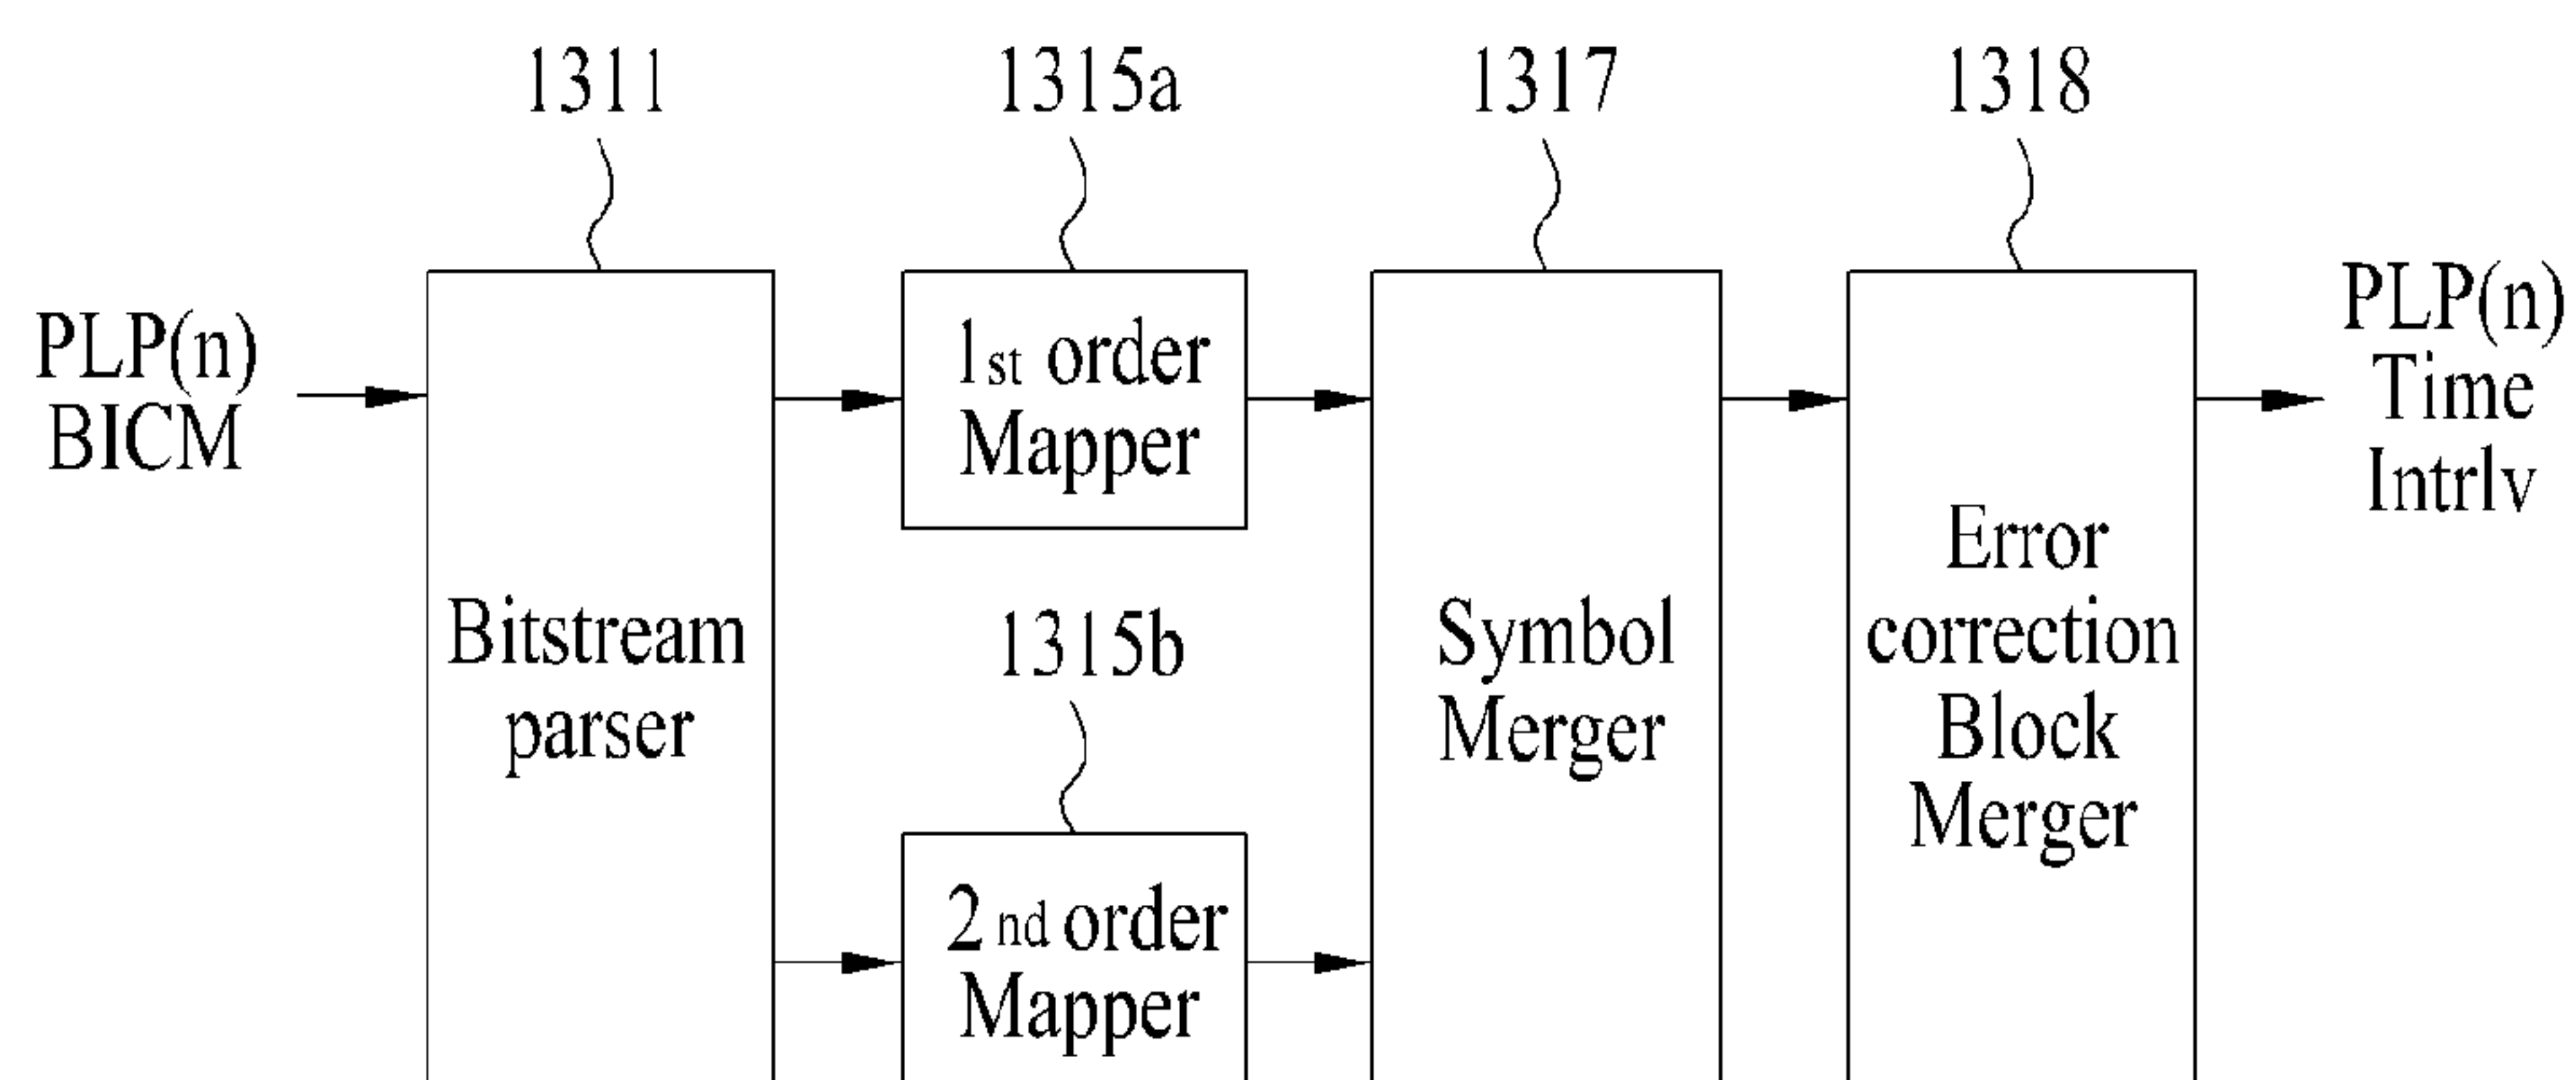 1311
1315a
1317
1318
PLP(n)
BICM
Bitstream
parser
1st order
Mapper
1315b
2nd order
Mapper
Symbol
Merger
Error
correction
Block
Merger
PLP(n)
Time
Intrlv